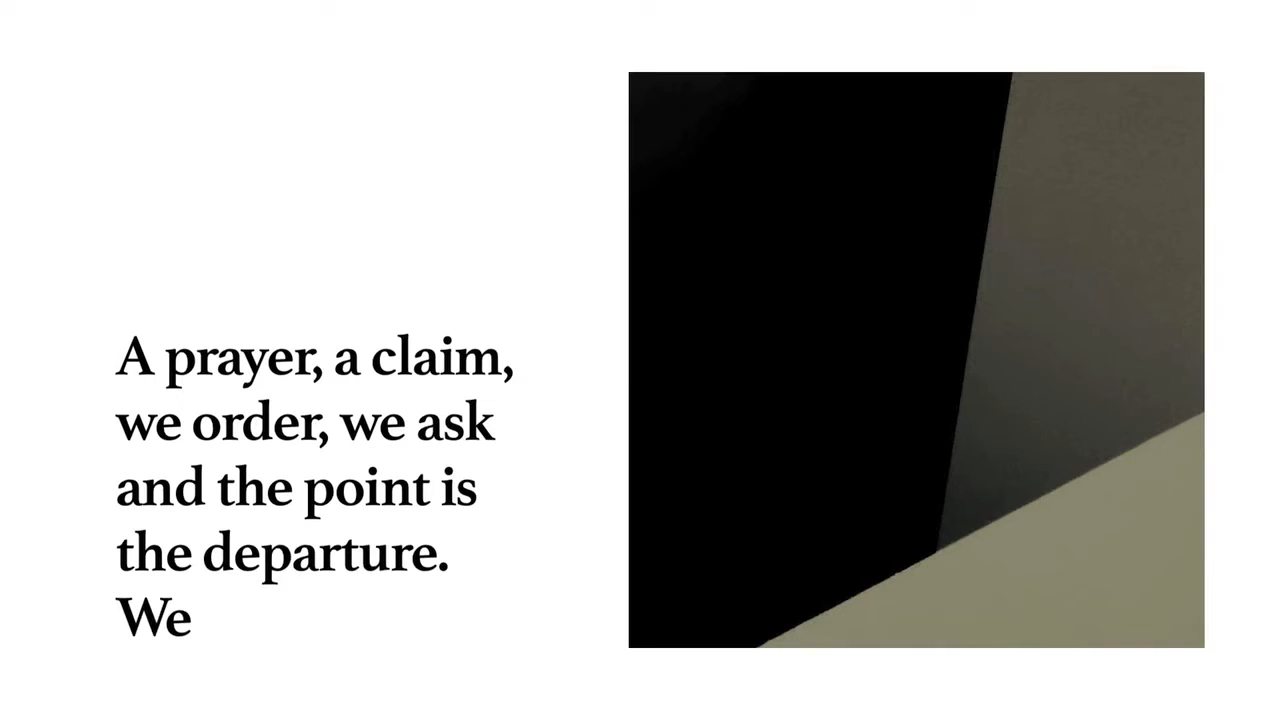 A prayer, a claim,
we order, we ask
and the point is
the departure.
We